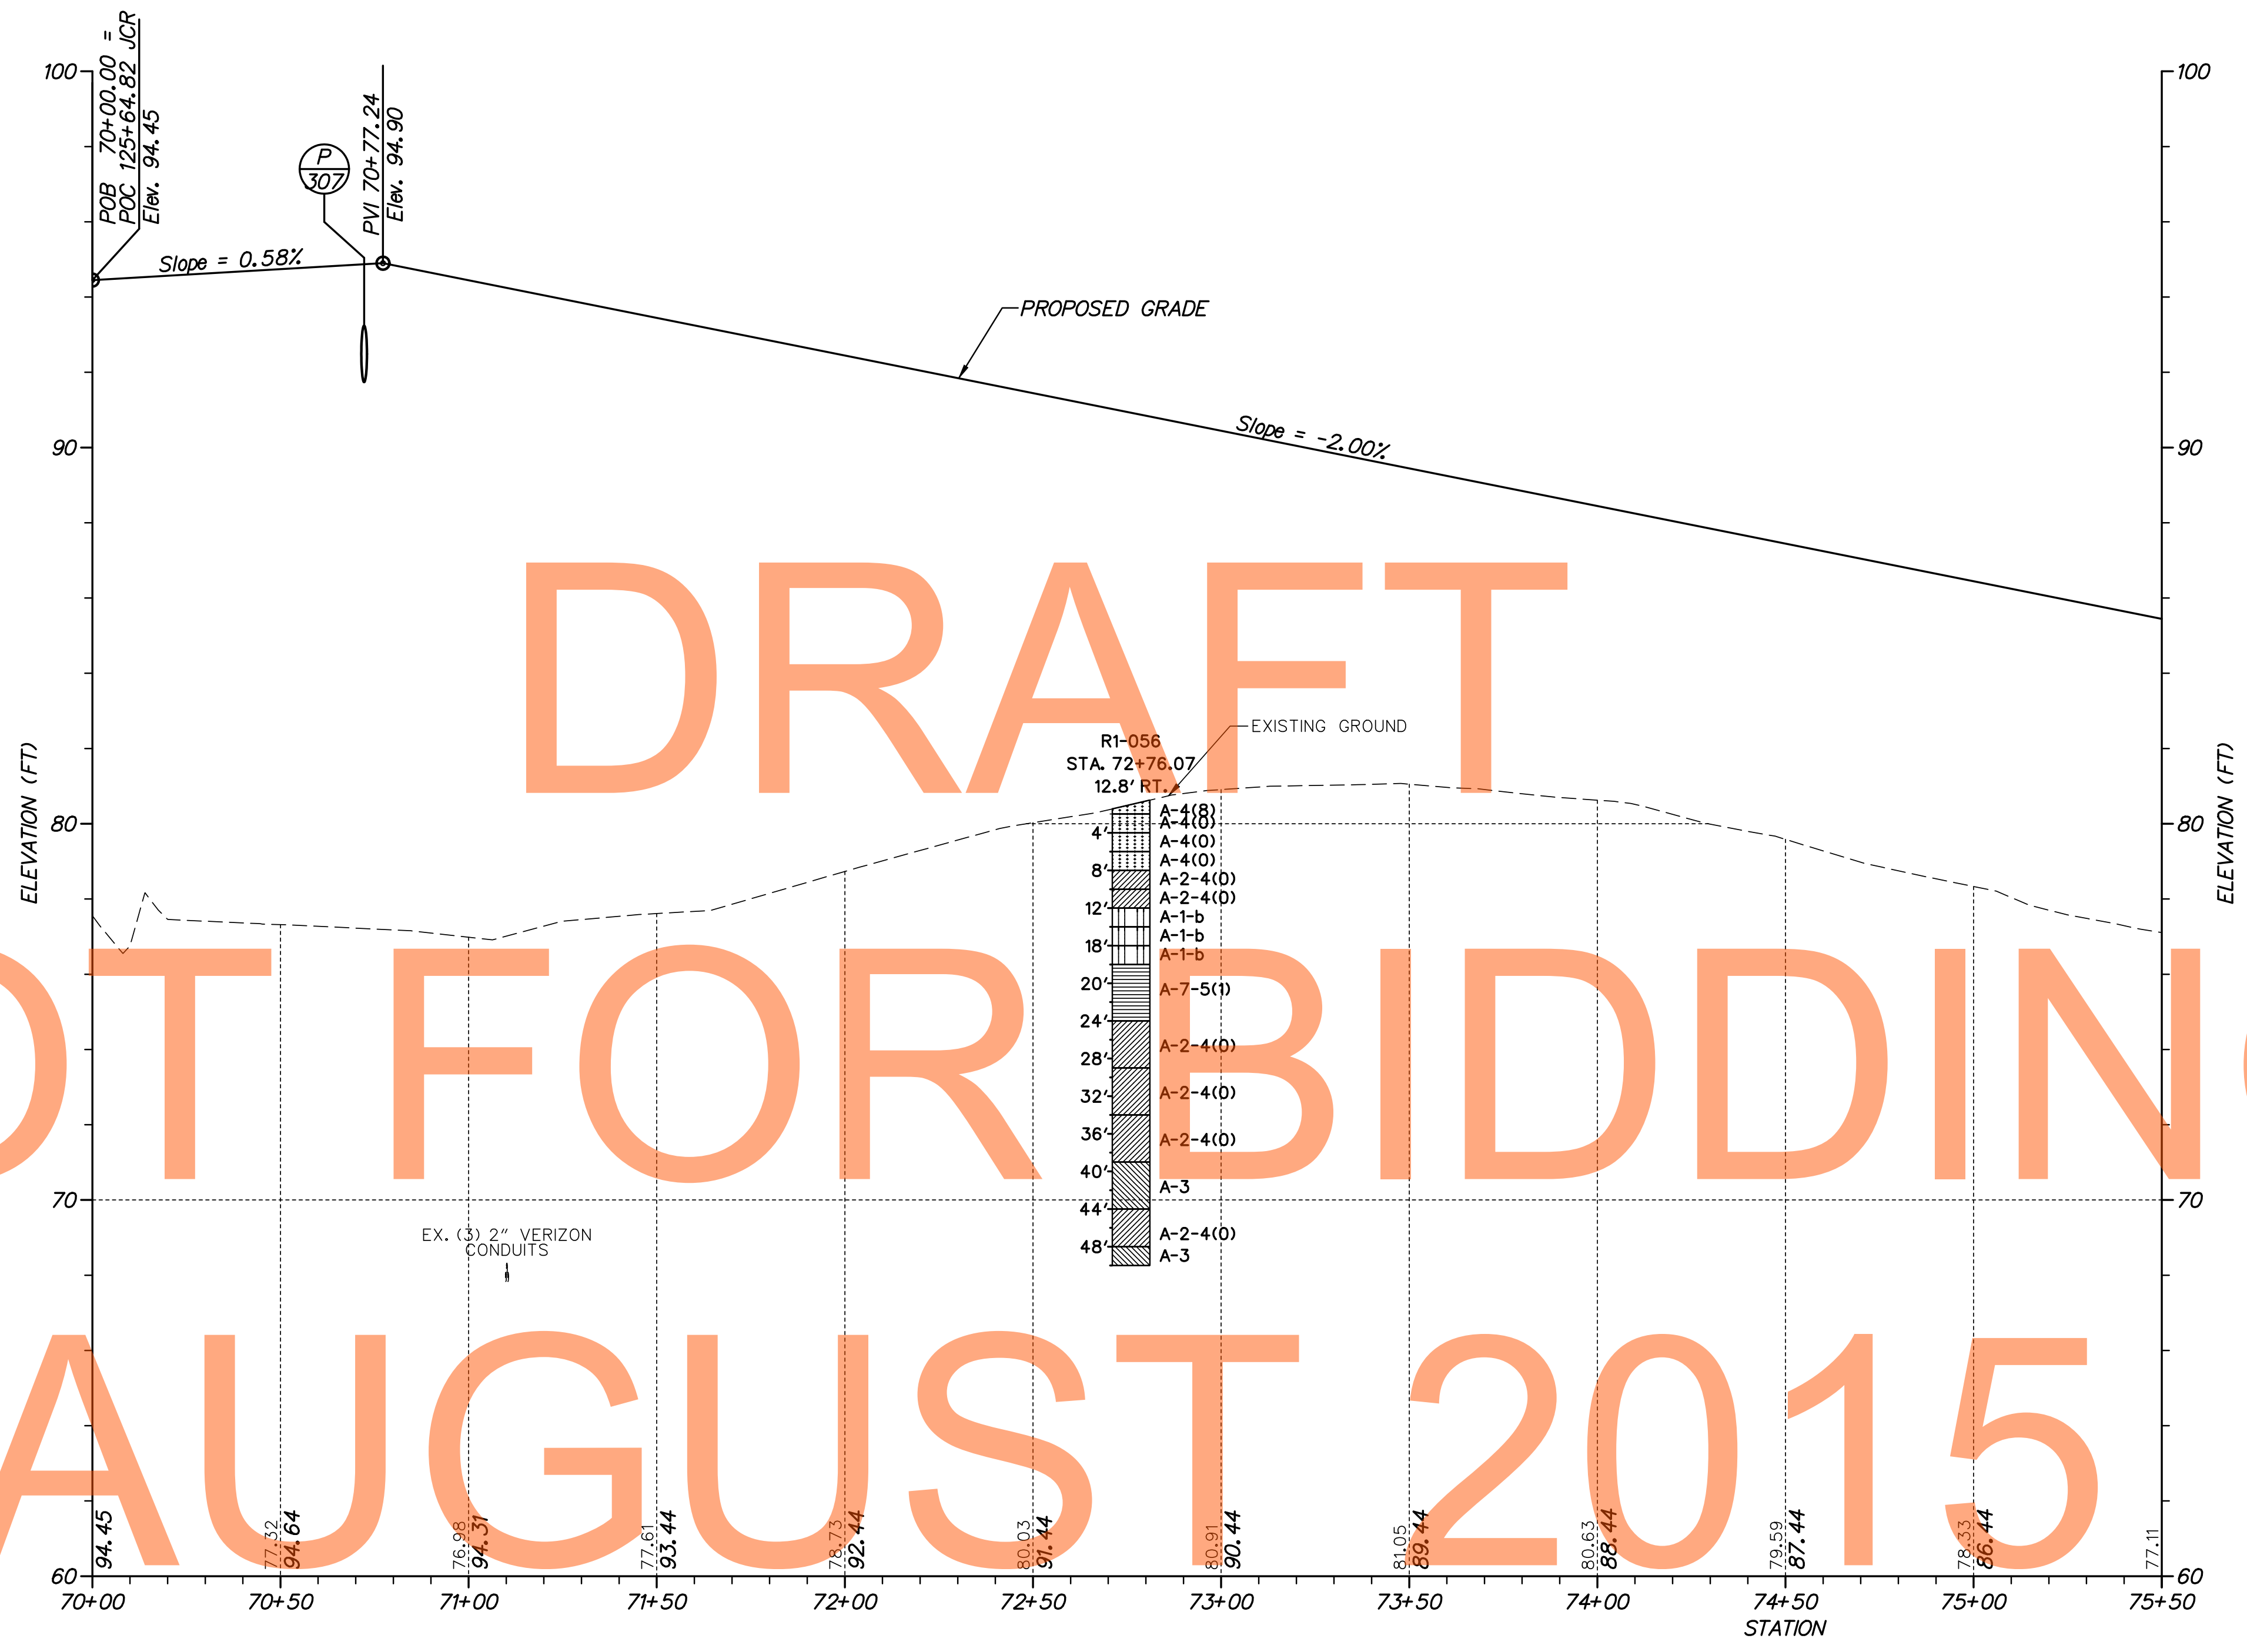 POB 70+00.00 =
POC 125+64.82 JCR
Elev. 94.45
P
307
PVI 70+77.24
Elev. 94.90
Slope = 0.58%
PROPOSED GRADE
Slope = -2.00%
100
90
80
70
60
ELEVATION (FT)
100
90
80
70
60
ELEVATION (FT)
DRAFT
EXISTING GROUND
R1-056
STA. 72+76.07
12.8' RT.
4'
8'
12'
18'
20'
24'
28'
32'
36'
40'
44'
48'
A-4(8)
A-4(0)
A-4(0)
A-4(0)
A-2-4(0)
A-2-4(0)
A-1-b
A-1-b
A-1-b
A-7-5(1)
A-2-4(0)
A-2-4(0)
A-2-4(0)
A-3
A-2-4(0)
A-3
OT FOR BIDDIN
EX. (3) 2" VERIZON
CONDUITS
AUGUST 2015
94.45
77.32
94.64
76.98
94.31
77.61
93.44
78.73
92.44
80.03
91.44
80.91
90.44
81.05
89.44
80.63
88.44
79.59
87.44
78.33
86.44
77.11
70+00 70+50 71+00 71+50 72+00 72+50 73+00 73+50 74+00 74+50 75+00 75+50
STATION